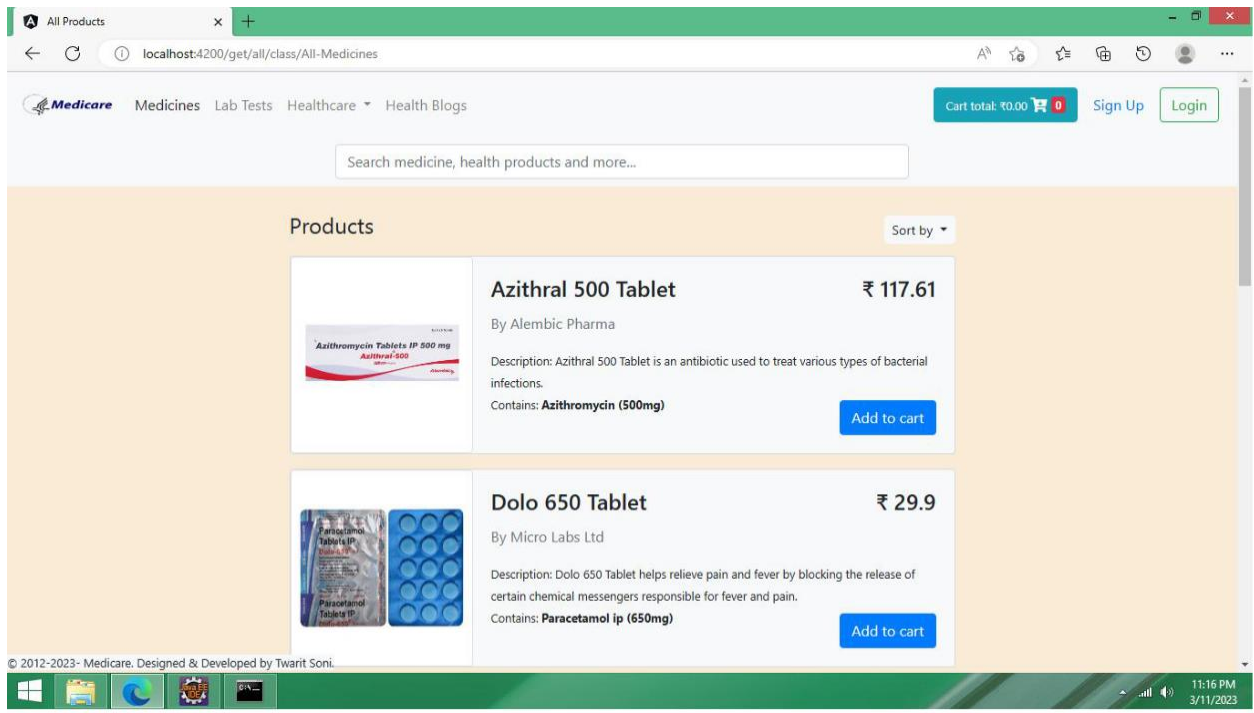 All Products
localhost:4200/get/all/class/All-Medicines
Medicare Medicines Lab Tests Healthcare Health Blogs Cart total: ₹0.00 0 Sign Up Login
Search medicine, health products and more...
Products Sort by
Azithral 500 Tablet ₹ 117.61
By Alembic Pharma
Azithromycin Tablets IP 500 mg
Azithral-500
Description: Azithral 500 Tablet is an antibiotic used to treat various types of bacterial
infections.
Contains: Azithromycin (500mg)
Add to cart
Dolo 650 Tablet ₹ 29.9
By Micro Labs Ltd
Paracetamol
Tablets IP
Paracetamol
Tablets IP
Description: Dolo 650 Tablet helps relieve pain and fever by blocking the release of
certain chemical messengers responsible for fever and pain.
Contains: Paracetamol ip (650mg)
Add to cart
© 2012-2023- Medicare. Designed & Developed by Twarit Soni.
Java EE
IDE
C:\_
11:16 PM
3/11/2023